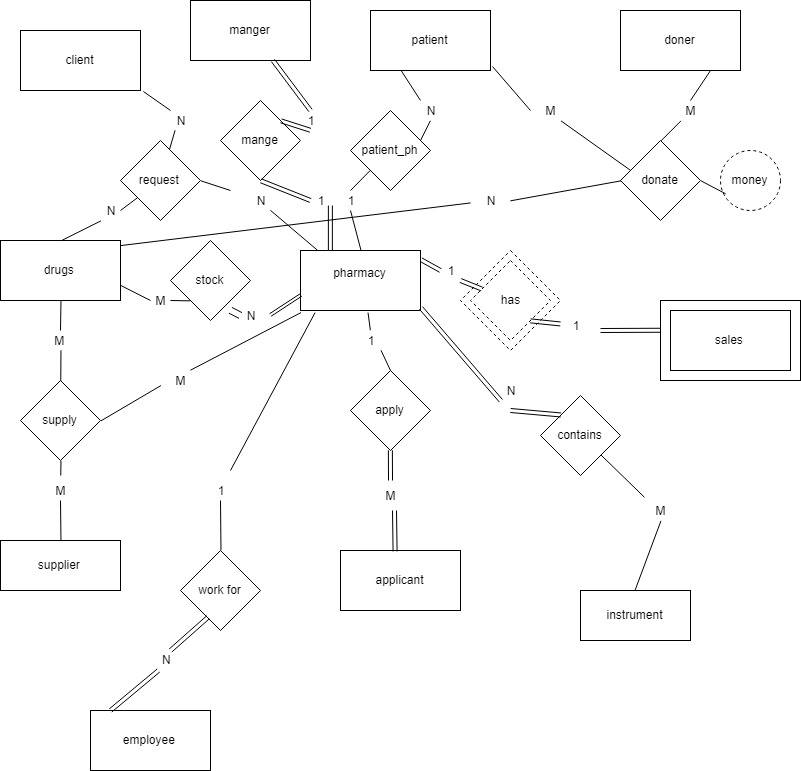 manger
client
patient
doner
N
1
N
M
M
mange
patient_ph
request
donate
money
N
N
1
1
N
drugs
stock
pharmacy
1
has
M
N
1
sales
M
1
M
N
supply
apply
contains
M
1
M
M
supplier
applicant
work for
instrument
N
employee